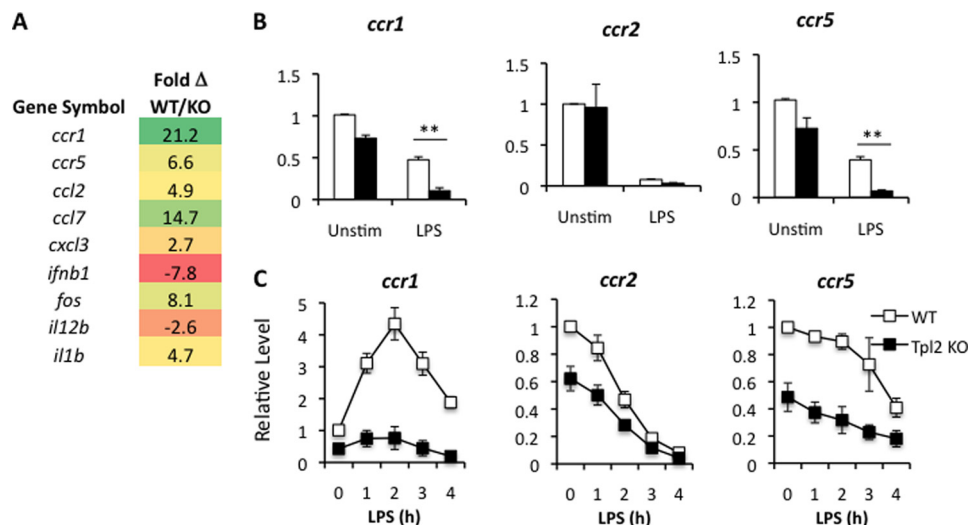 A
Fold Δ
Gene Symbol WT/KO
ccr1 21.2
ccr5 6.6
ccl2 4.9
ccl7 14.7
cxcl3 2.7
ifnb1 -7.8
fos 8.1
il12b -2.6
il1b 4.7
B
ccr1
1.5
1
0.5
0
**
Unstim LPS
ccr2
1.5
1
0.5
0
Unstim LPS
ccr5
1.5
1
0.5
0
**
Unstim LPS
C
ccr1
Relative Level
5
4
3
2
1
0
0 1 2 3 4
LPS (h)
ccr2
1.2
1
0.8
0.6
0.4
0.2
0
0 1 2 3 4
LPS (h)
ccr5
1.2
1
0.8
0.6
0.4
0.2
0
0 1 2 3 4
LPS (h)
WT
Tpl2 KO